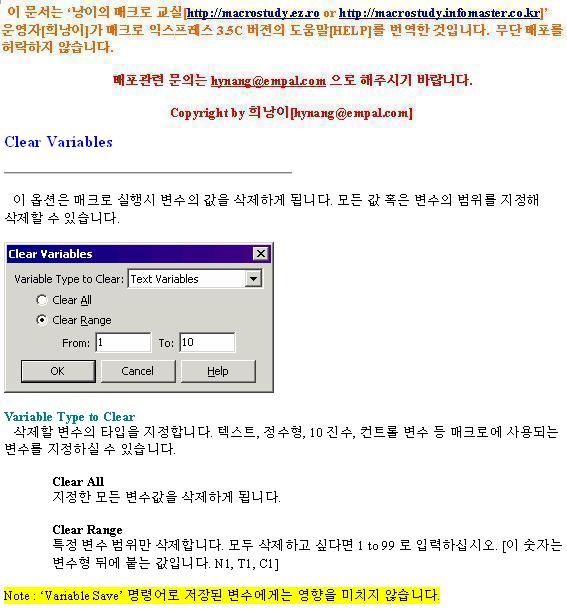 이 문서는 ‘낭이의 매크로 교실[http://macrostudy.ez.ro or http://macrostudy.infomaster.co.kr]’
운영자[희낭이]가 매크로 익스프레스 3.5C 버젼의 도움말[HELP]를 번역한 것입니다. 무단 배포를
허락하지 않습니다.
배포관련 문의는 hynang@empal.com 으로 해주시기 바랍니다.
Copyright by 희낭이[hynang@empal.com]
Clear Variables
이 옵션은 매크로 실행시 변수의 값을 삭제하게 됩니다. 모든 값 혹은 변수의 범위를 지정해
삭제할 수 있습니다.
Clear Variables
Variable Type to Clear: Text Variables
Clear All
Clear Range
From: 1 To: 10
OK Cancel Help
Variable Type to Clear
삭제할 변수의 타입을 지정합니다. 텍스트, 정수형, 10 진수, 컨트롤 변수 등 매크로에 사용되는
변수를 지정하실 수 있습니다.
Clear All
지정한 모든 변수값을 삭제하게 됩니다.
Clear Range
특정 변수 범위만 삭제합니다. 모두 삭제하고 싶다면 1 to 99 로 입력하십시오. [이 숫자는
변수형 뒤에 붙는 값입니다. N1, T1, C1]
Note : ‘Variable Save’ 명령어로 저장된 변수에게는 영향을 미치지 않습니다.